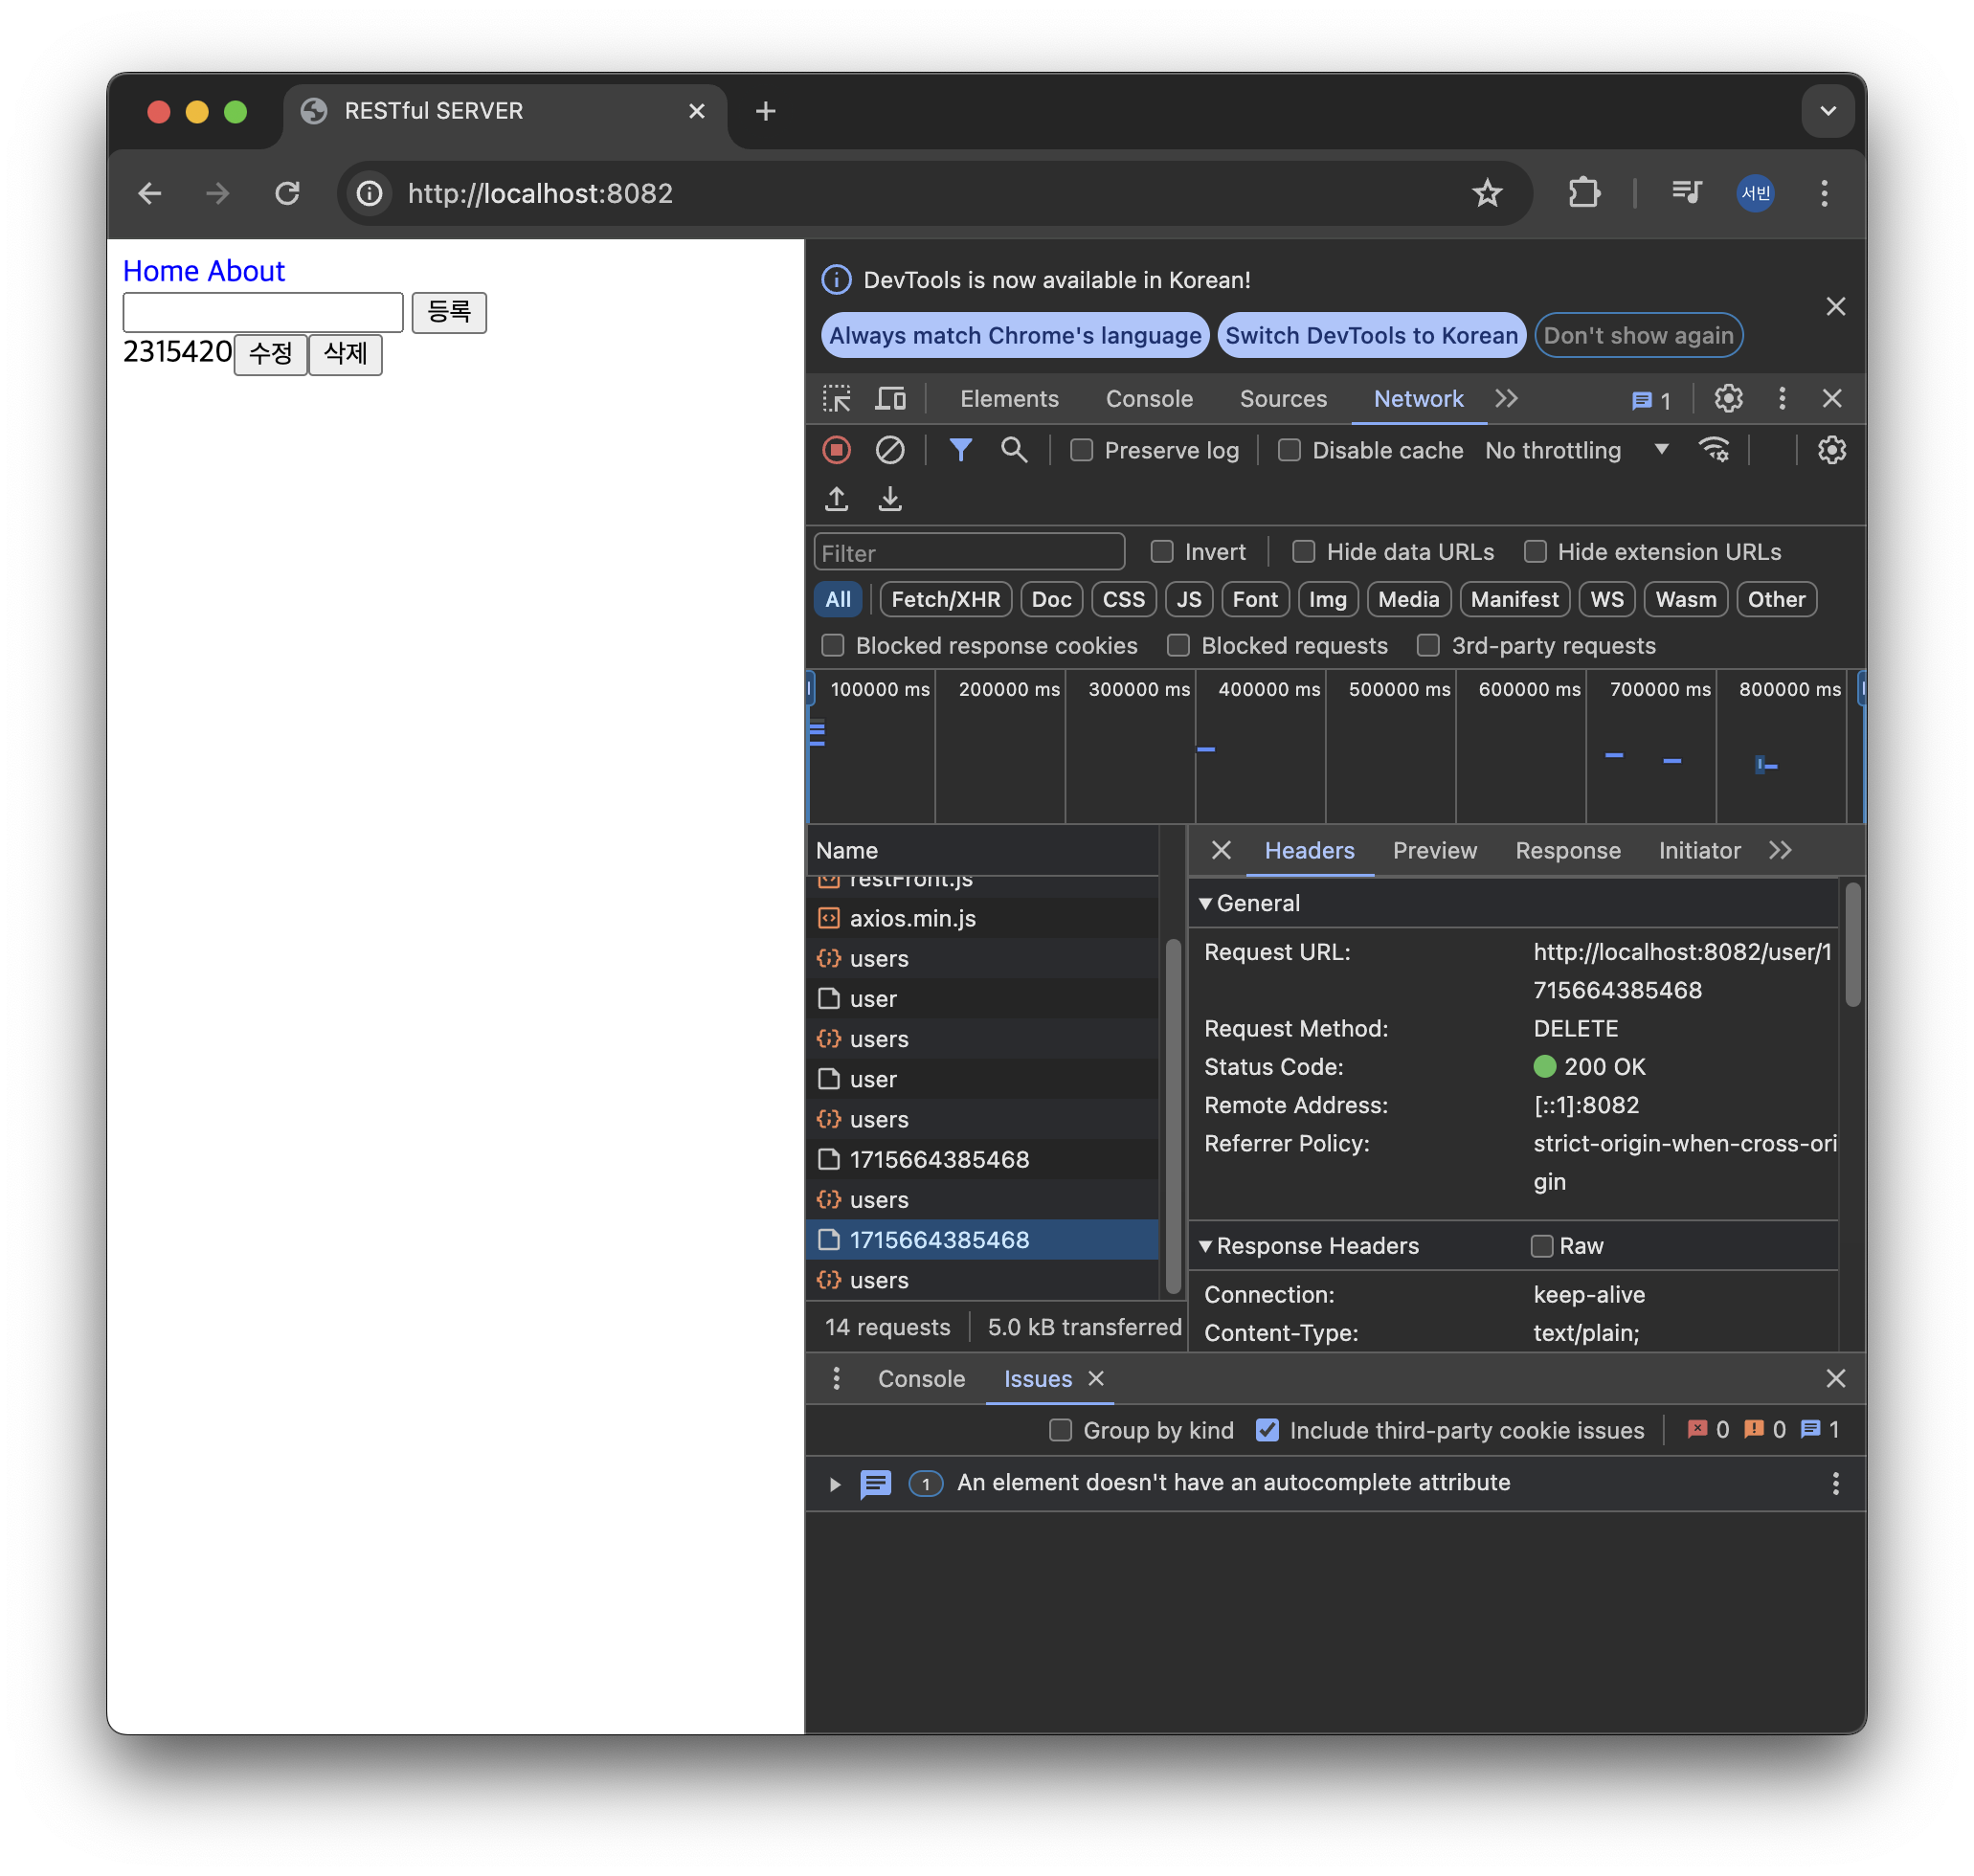 RESTful SERVER
http://localhost:8082
서빈
Home About
등록
2315420 수정 삭제
DevTools is now available in Korean!
Always match Chrome's language Switch DevTools to Korean Don't show again
Elements Console Sources Network 1
Preserve log Disable cache No throttling
Filter Invert Hide data URLs Hide extension URLs
All Fetch/XHR Doc CSS JS Font Img Media Manifest WS Wasm Other
Blocked response cookies Blocked requests 3rd-party requests
100000 ms 200000 ms 300000 ms 400000 ms 500000 ms 600000 ms 700000 ms 800000 ms
Name
restFront.js
axios.min.js
users
user
users
user
users
1715664385468
users
1715664385468
users
14 requests 5.0 kB transferred
Headers Preview Response Initiator
General
Request URL: http://localhost:8082/user/1
715664385468
Request Method: DELETE
Status Code: 200 OK
Remote Address: [::1]:8082
Referrer Policy: strict-origin-when-cross-ori
gin
Response Headers Raw
Connection: keep-alive
Content-Type: text/plain;
Console Issues
Group by kind Include third-party cookie issues 0 0 1
1 An element doesn't have an autocomplete attribute